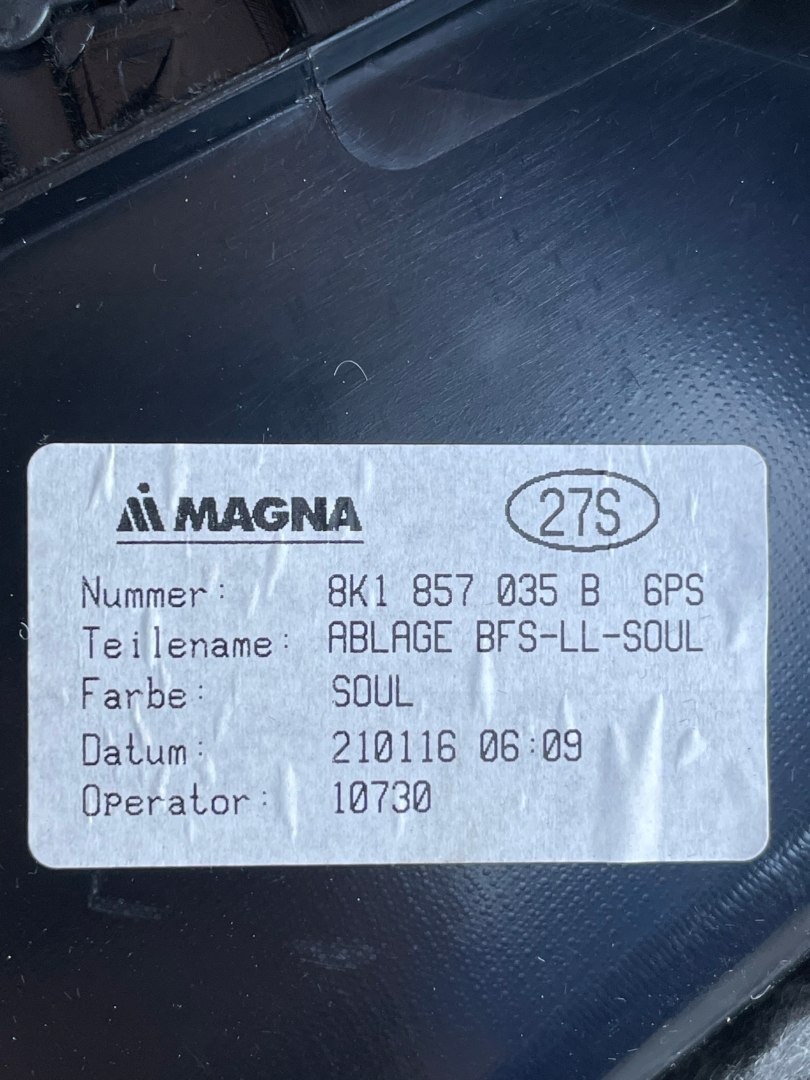 MAGNA 27S
Nummer: 8K1 857 035 B 6PS
Teilename: ABLAGE BFS-LL-SOUL
Farbe: SOUL
Datum: 210116 06:09
Operator: 10730